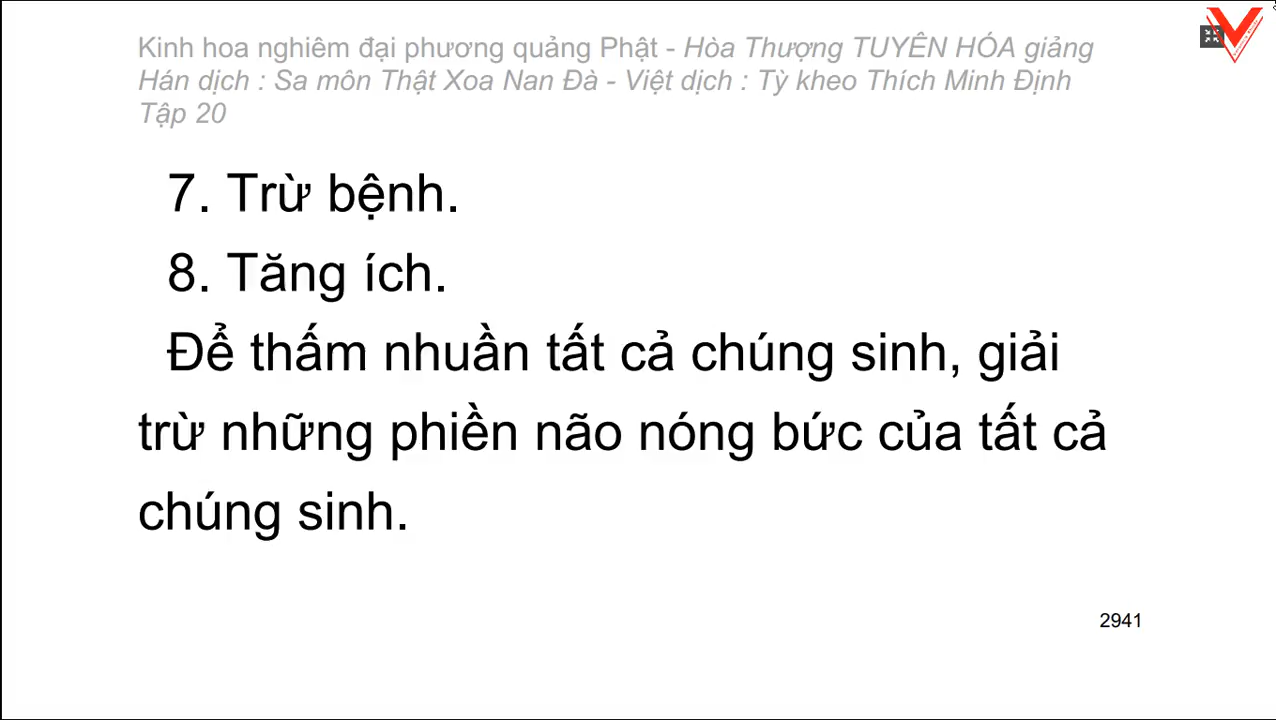 Kinh hoa nghiêm đại phương quảng Phật - Hòa Thượng TUYÊN HÓA giảng
Hán dịch : Sa môn Thật Xoa Nan Đà - Việt dịch : Tỳ kheo Thích Minh Định
Tập 20
7. Trừ bệnh.
8. Tăng ích.
Để thấm nhuần tất cả chúng sinh, giải
trừ những phiền não nóng bức của tất cả
chúng sinh.
2941